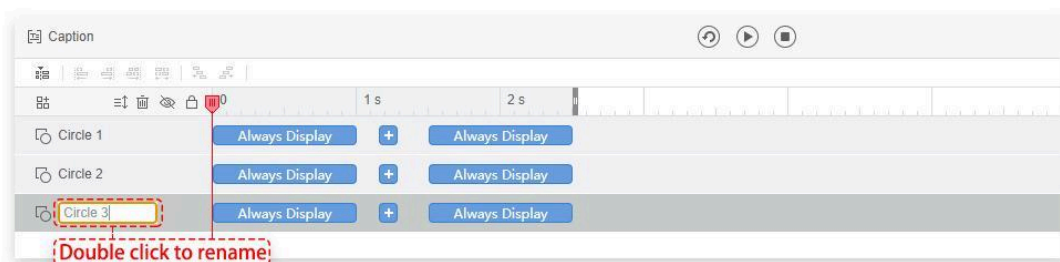 Caption
0 1 s 2 s
Circle 1 Always Display + Always Display
Circle 2 Always Display + Always Display
Circle 3 Always Display + Always Display
Double click to rename